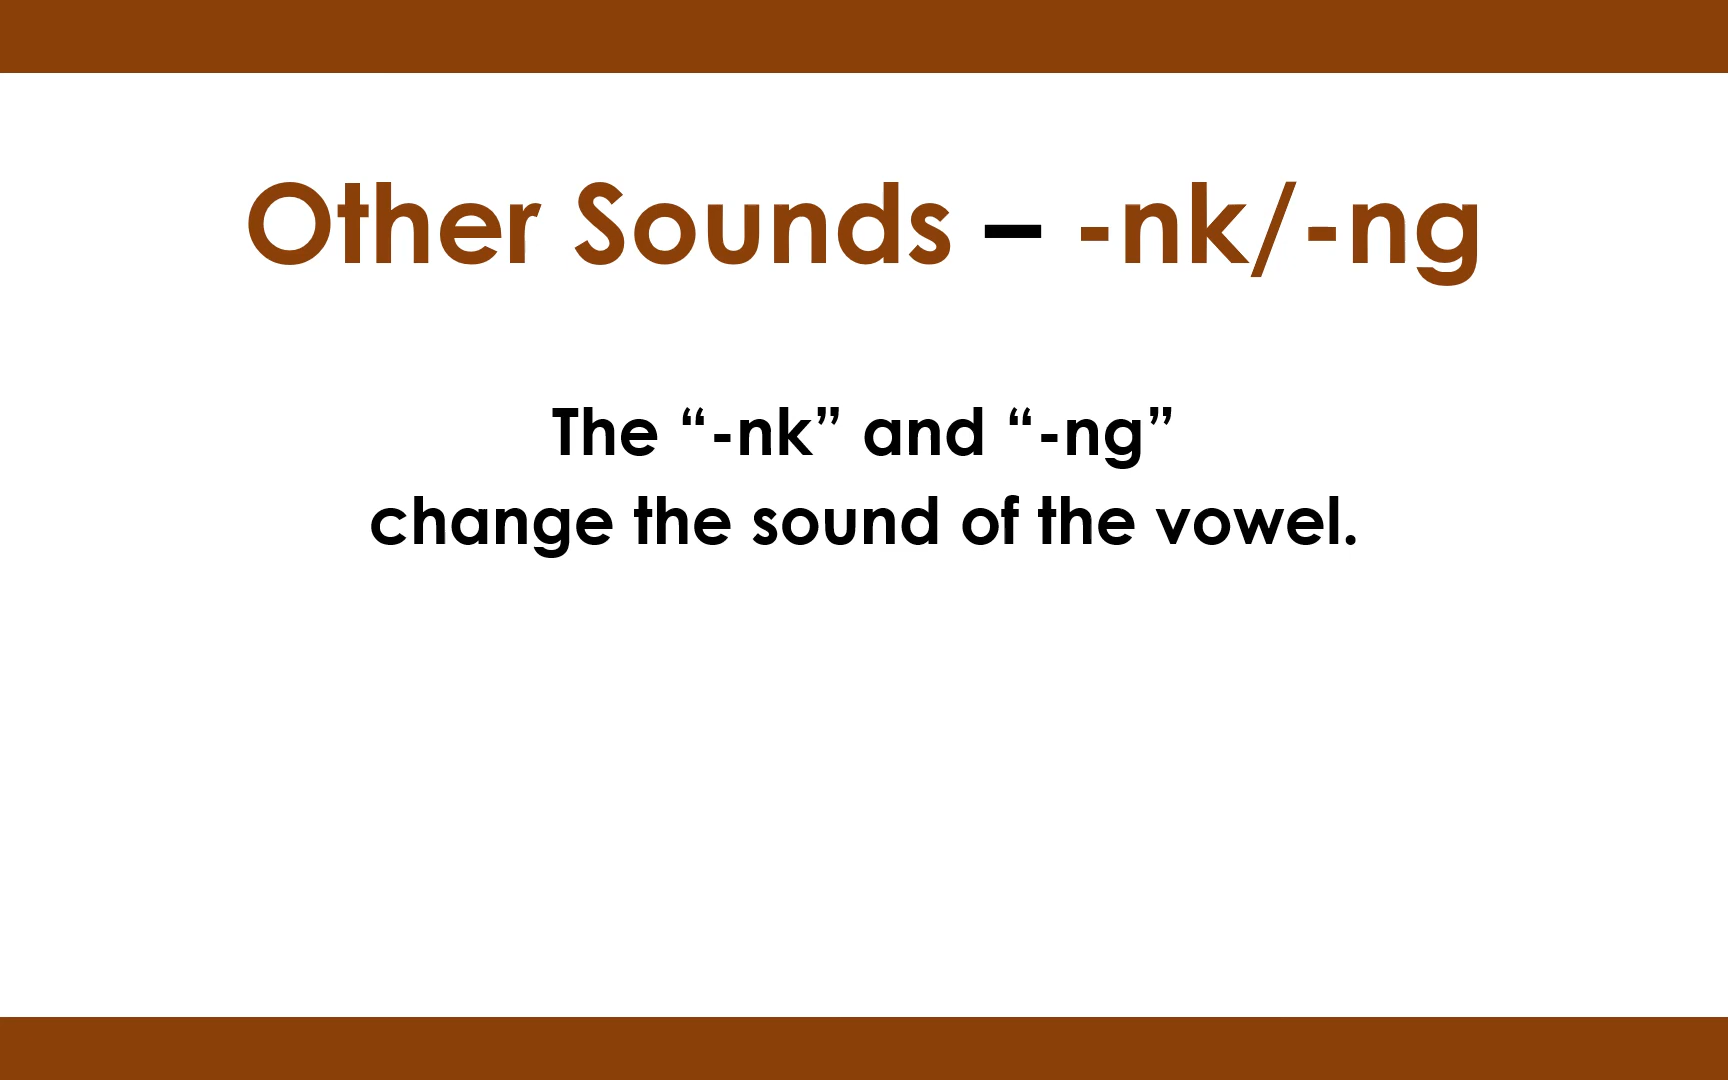 Other Sounds – -nk/-ng
The “-nk” and “-ng”
change the sound of the vowel.